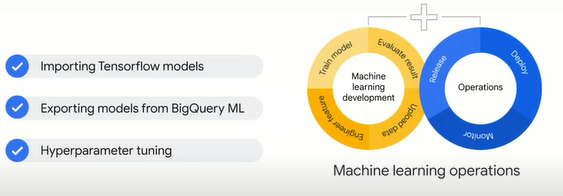 Importing Tensorflow models
Exporting models from BigQuery ML
Hyperparameter tuning
Train model
Evaluate result
Engineer feature
Upload data
Machine
learning
development
Release
Deploy
Monitor
Operations
Machine learning operations